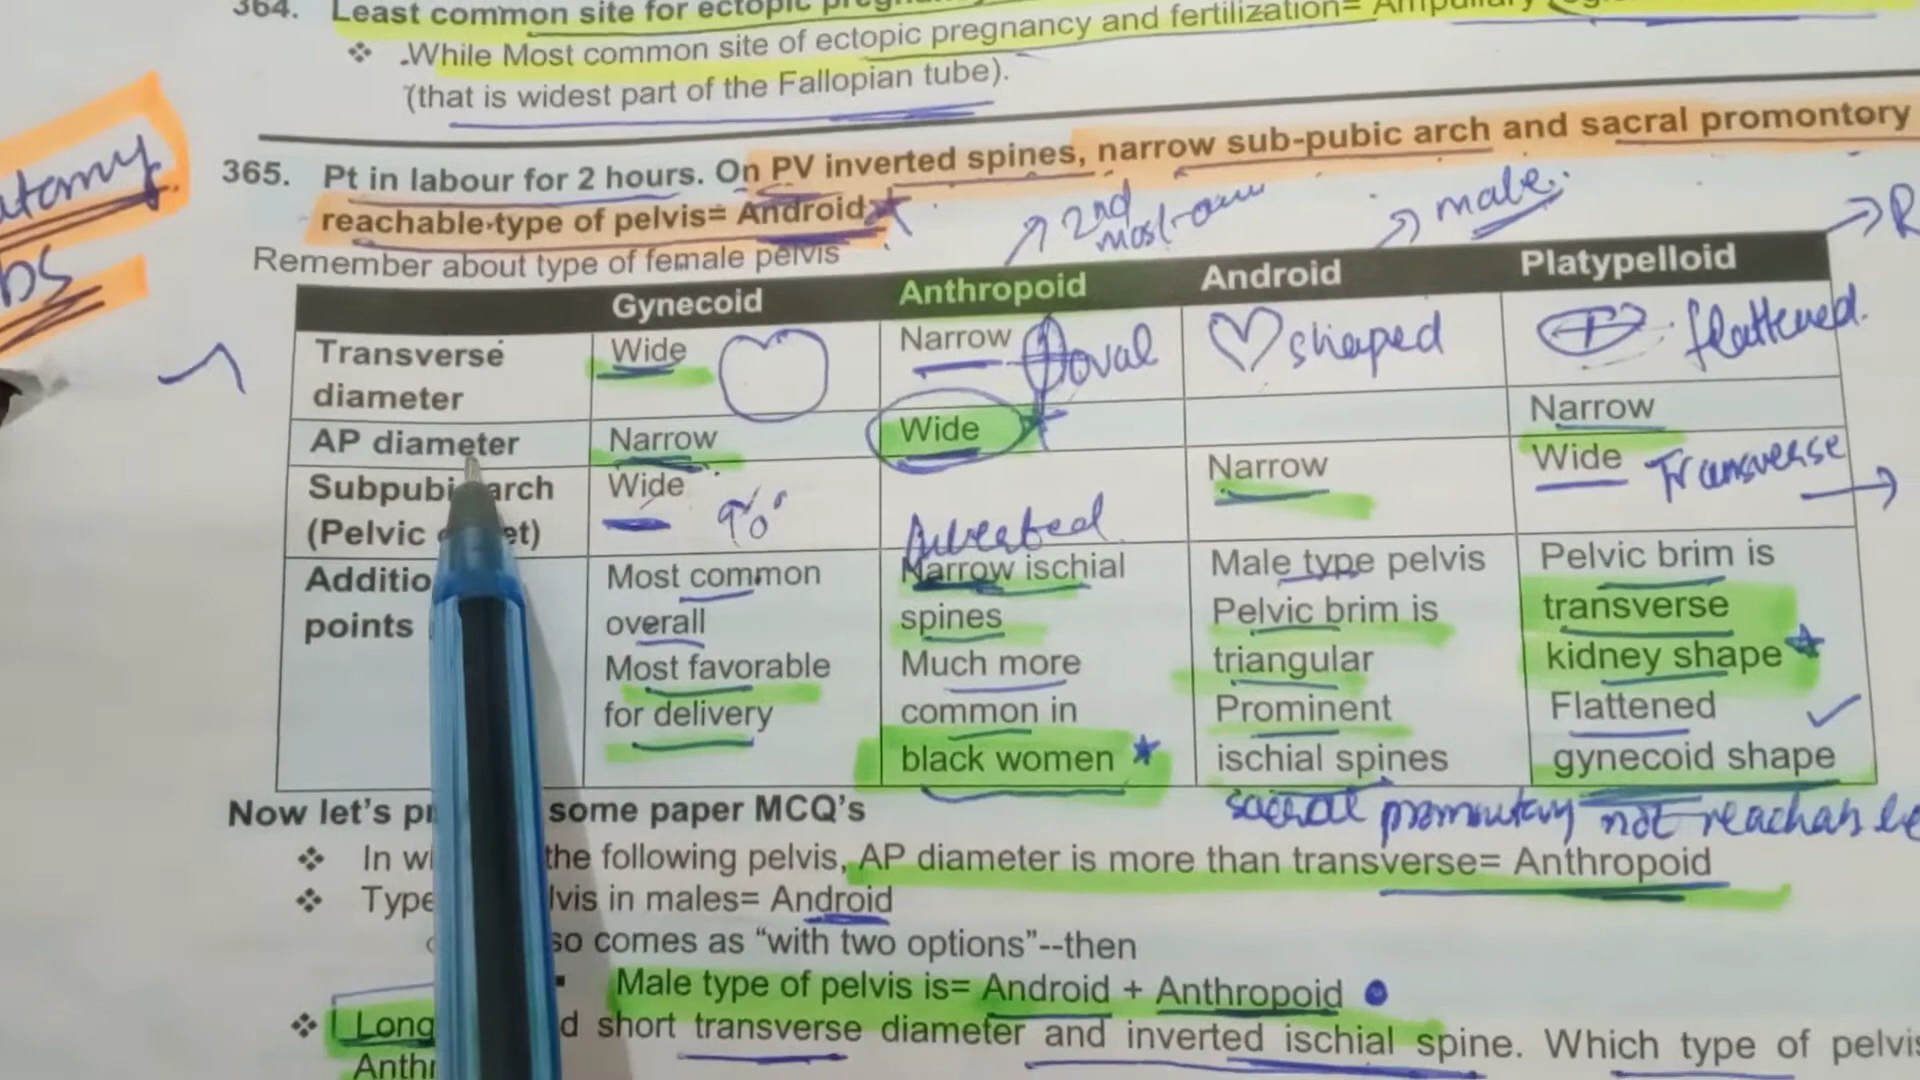 364. Least common site for ectopic
❖ While Most common site of ectopic pregnancy and fertilization= Ampullary
(that is widest part of the Fallopian tube).
365. Pt in labour for 2 hours. On PV inverted spines, narrow sub-pubic arch and sacral promontory
reachable-type of pelvis= Android
Remember about type of female pelvis
2nd most
male
R
Gynecoid Anthropoid Android Platypelloid
Transverse diameter Wide Narrow oval shaped flattened.
Narrow
AP diameter Narrow Wide
Subpubi arch Wide Narrow Wide Transverse
(Pelvic et) 90°
Additio Most common Narrow ischial Male type pelvis Pelvic brim is
points overall spines Pelvic brim is transverse
Most favorable Much more triangular kidney shape
for delivery common in Prominent Flattened
black women ischial spines gynecoid shape
sacral promontary not reachable
Now let's p some paper MCQ's
❖ In w the following pelvis, AP diameter is more than transverse= Anthropoid
❖ Type lvis in males= Android
so comes as "with two options"--then
▪ Male type of pelvis is= Android + Anthropoid
❖ Long d short transverse diameter and inverted ischial spine. Which type of pelvis
Anthr
atomy
bs